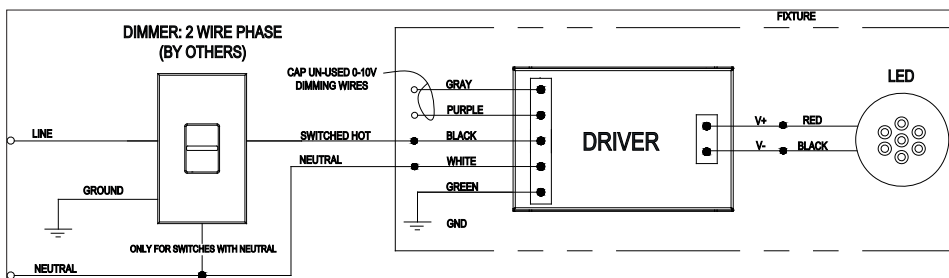 FIXTURE
DIMMER: 2 WIRE PHASE
(BY OTHERS)
CAP UN-USED 0-10V
DIMMING WIRES
GRAY
PURPLE
LED
LINE
SWITCHED HOT
BLACK
DRIVER
V+
RED
NEUTRAL
WHITE
V-
BLACK
GROUND
GREEN
GND
ONLY FOR SWITCHES WITH NEUTRAL
NEUTRAL